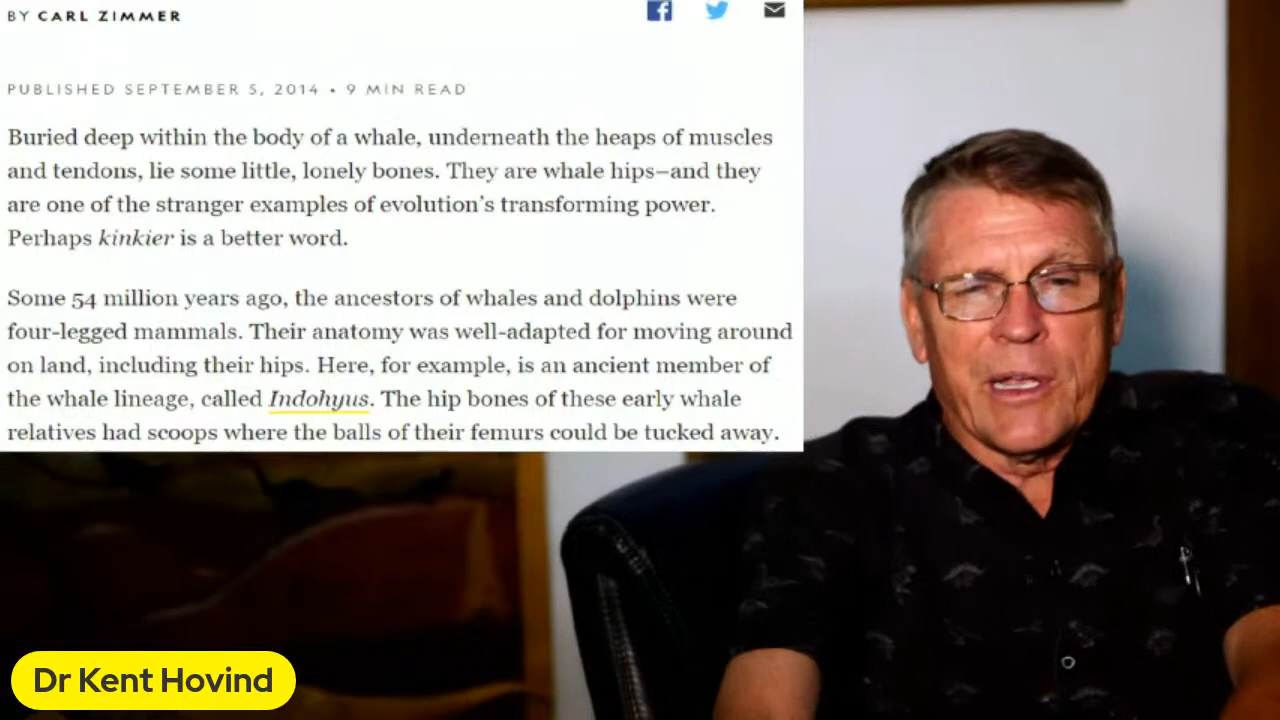 BY CARL ZIMMER
PUBLISHED SEPTEMBER 5, 2014 • 9 MIN READ
Buried deep within the body of a whale, underneath the heaps of muscles
and tendons, lie some little, lonely bones. They are whale hips–and they
are one of the stranger examples of evolution's transforming power.
Perhaps kinkier is a better word.
Some 54 million years ago, the ancestors of whales and dolphins were
four-legged mammals. Their anatomy was well-adapted for moving around
on land, including their hips. Here, for example, is an ancient member of
the whale lineage, called Indohyus. The hip bones of these early whale
relatives had scoops where the balls of their femurs could be tucked away.
Dr Kent Hovind